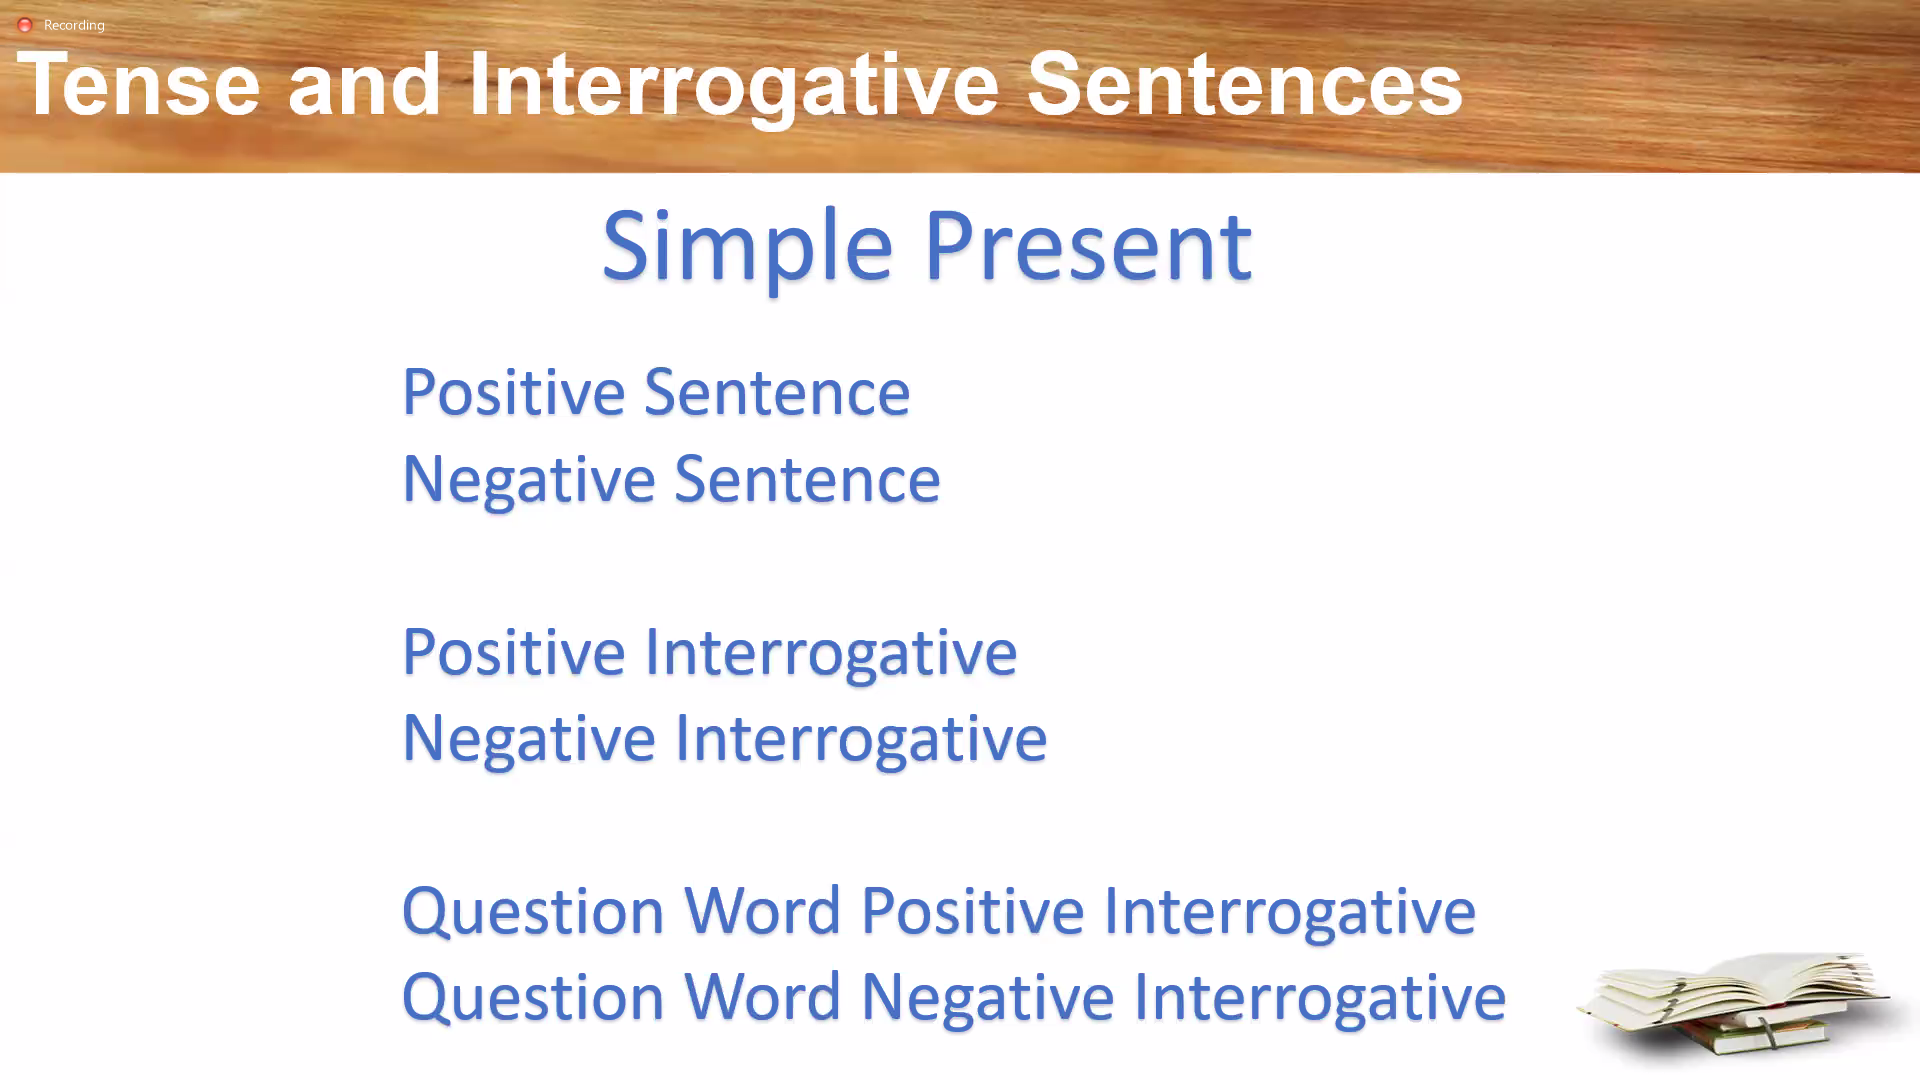 Recording
Tense and Interrogative Sentences
Simple Present
Positive Sentence
Negative Sentence
Positive Interrogative
Negative Interrogative
Question Word Positive Interrogative
Question Word Negative Interrogative